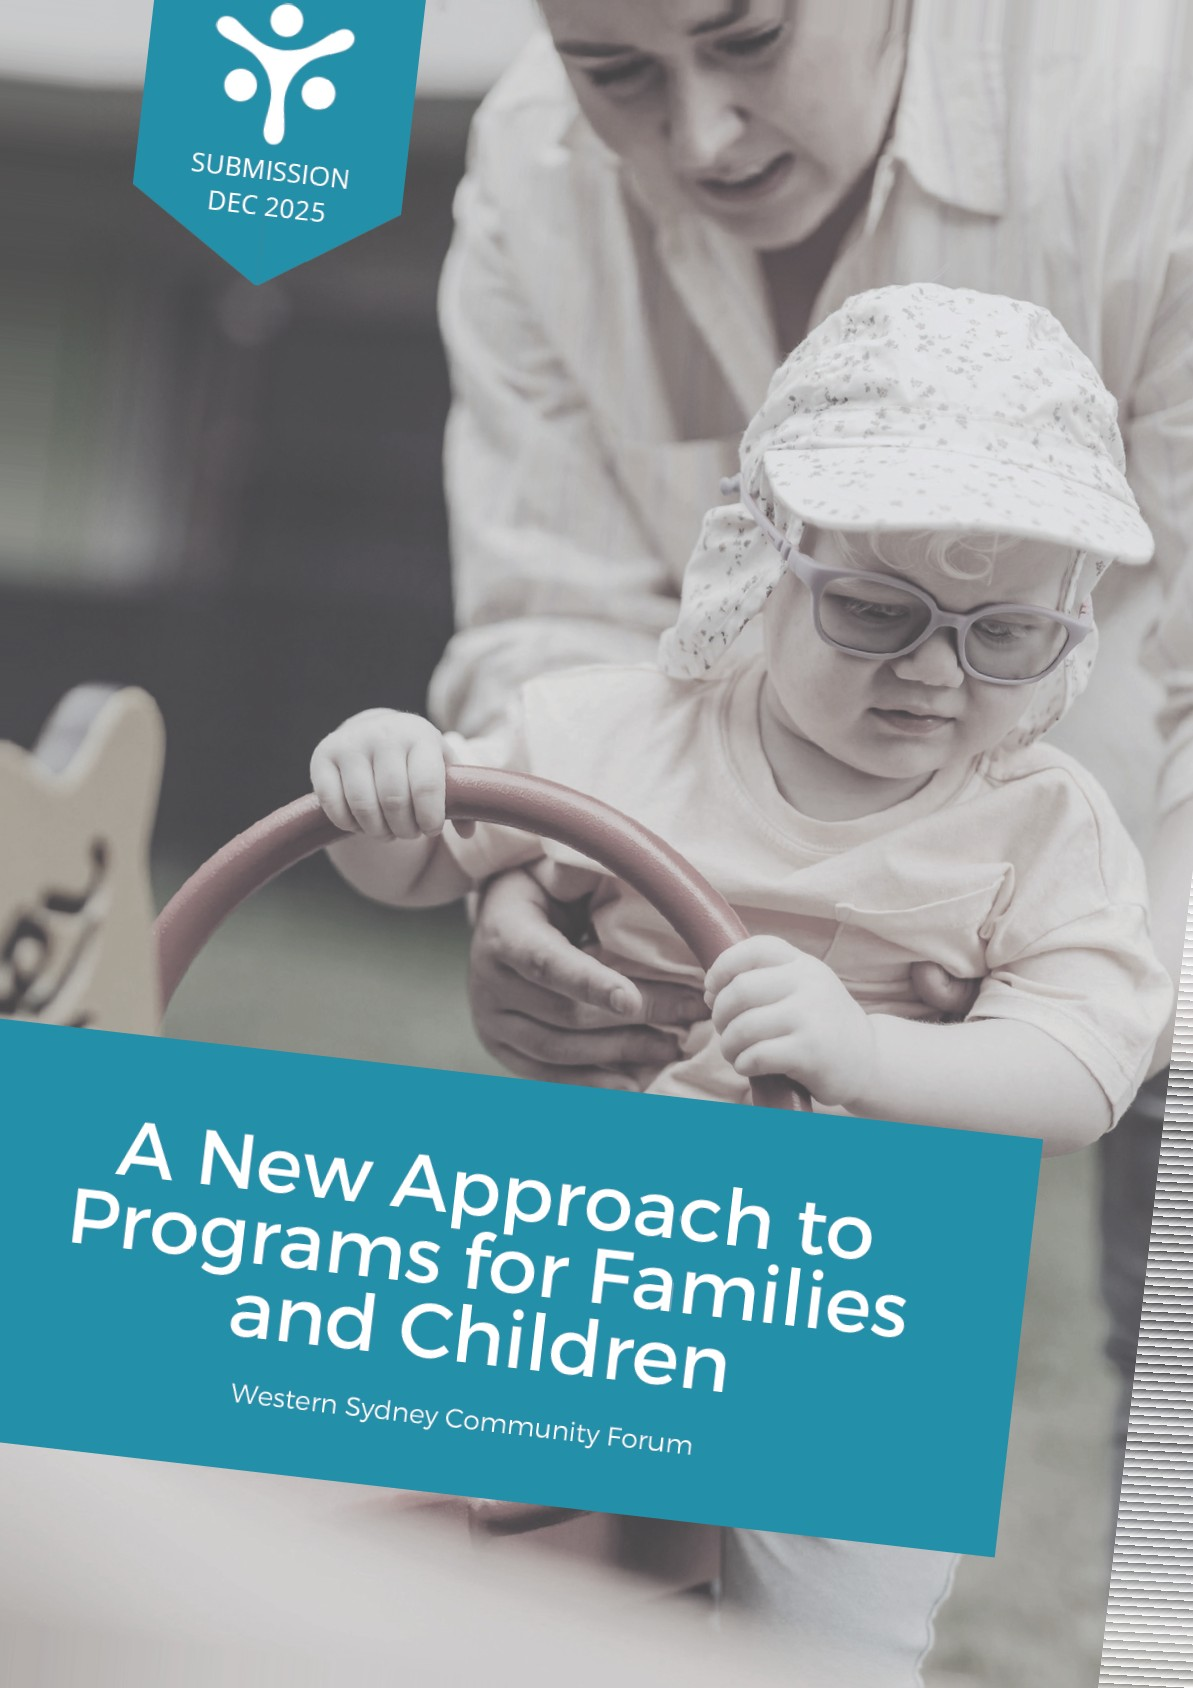 SUBMISSION
DEC 2025
A New Approach to
Programs for Families
and Children
Western Sydney Community Forum